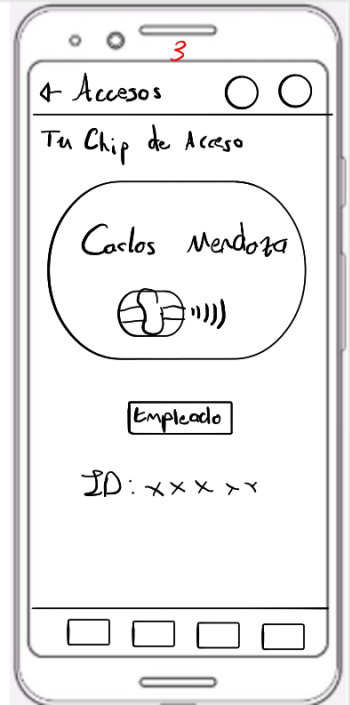 3
Accesos
Tu Chip de Acceso
Carlos Mendoza
Empleado
ID: xxxxx